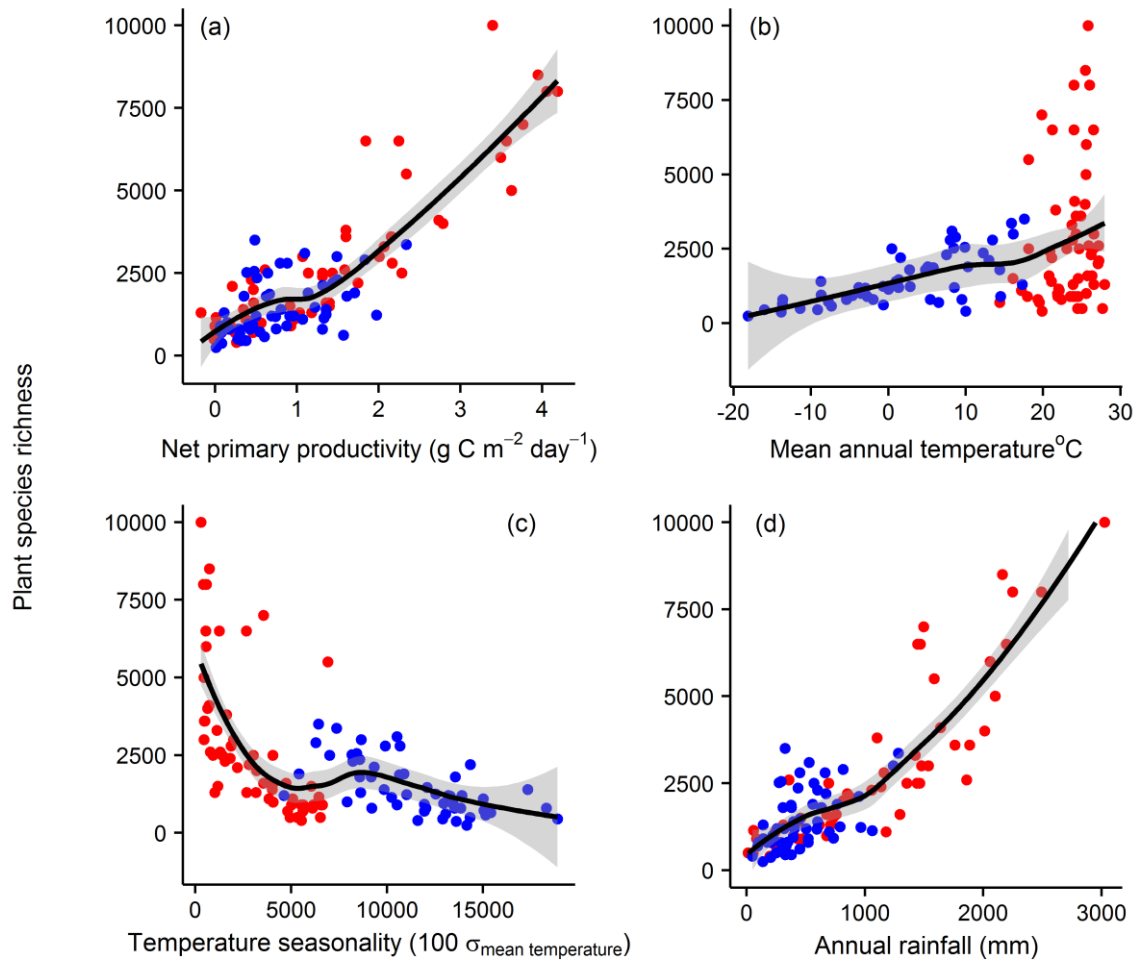 Plant species richness
(a)
10000
7500
5000
2500
0
0 1 2 3 4
Net primary productivity (g C m⁻² day⁻¹)
(b)
10000
7500
5000
2500
0
-20 -10 0 10 20 30
Mean annual temperature°C
(c)
10000
7500
5000
2500
0
0 5000 10000 15000
Temperature seasonality (100 σmean temperature)
(d)
10000
7500
5000
2500
0
0 1000 2000 3000
Annual rainfall (mm)